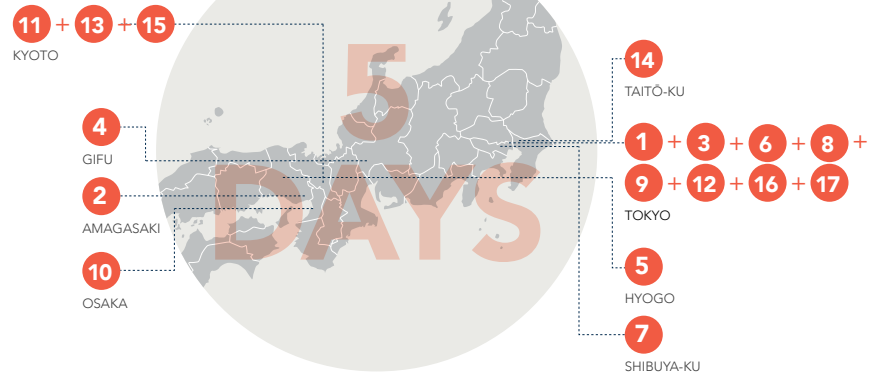 11 + 13 + 15
KYOTO
4
GIFU
2
AMAGASAKI
10
OSAKA
5
DAYS
14
TAITŌ-KU
1 + 3 + 6 + 8 +
9 + 12 + 16 + 17
TOKYO
5
HYOGO
7
SHIBUYA-KU